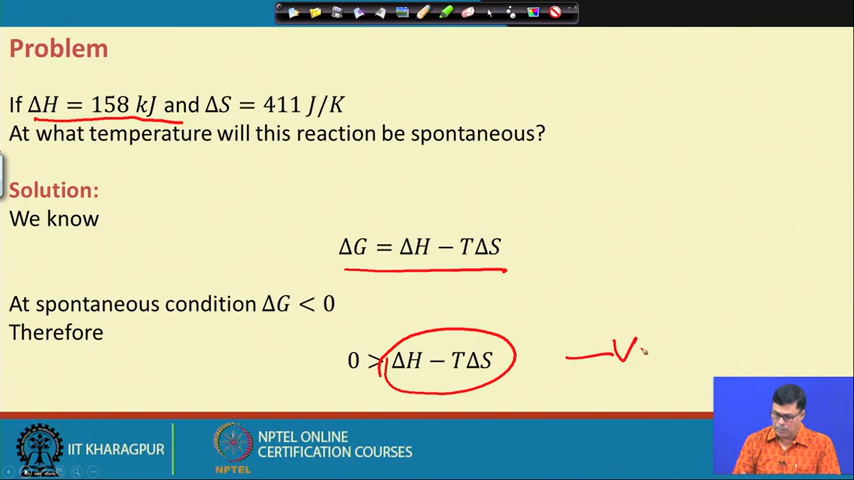 Problem
If ΔH = 158 kJ and ΔS = 411 J/K
At what temperature will this reaction be spontaneous?
Solution:
We know
ΔG = ΔH − TΔS
At spontaneous condition ΔG < 0
Therefore
0 > ΔH − TΔS
—V
IIT KHARAGPUR
NPTEL
NPTEL ONLINE
CERTIFICATION COURSES